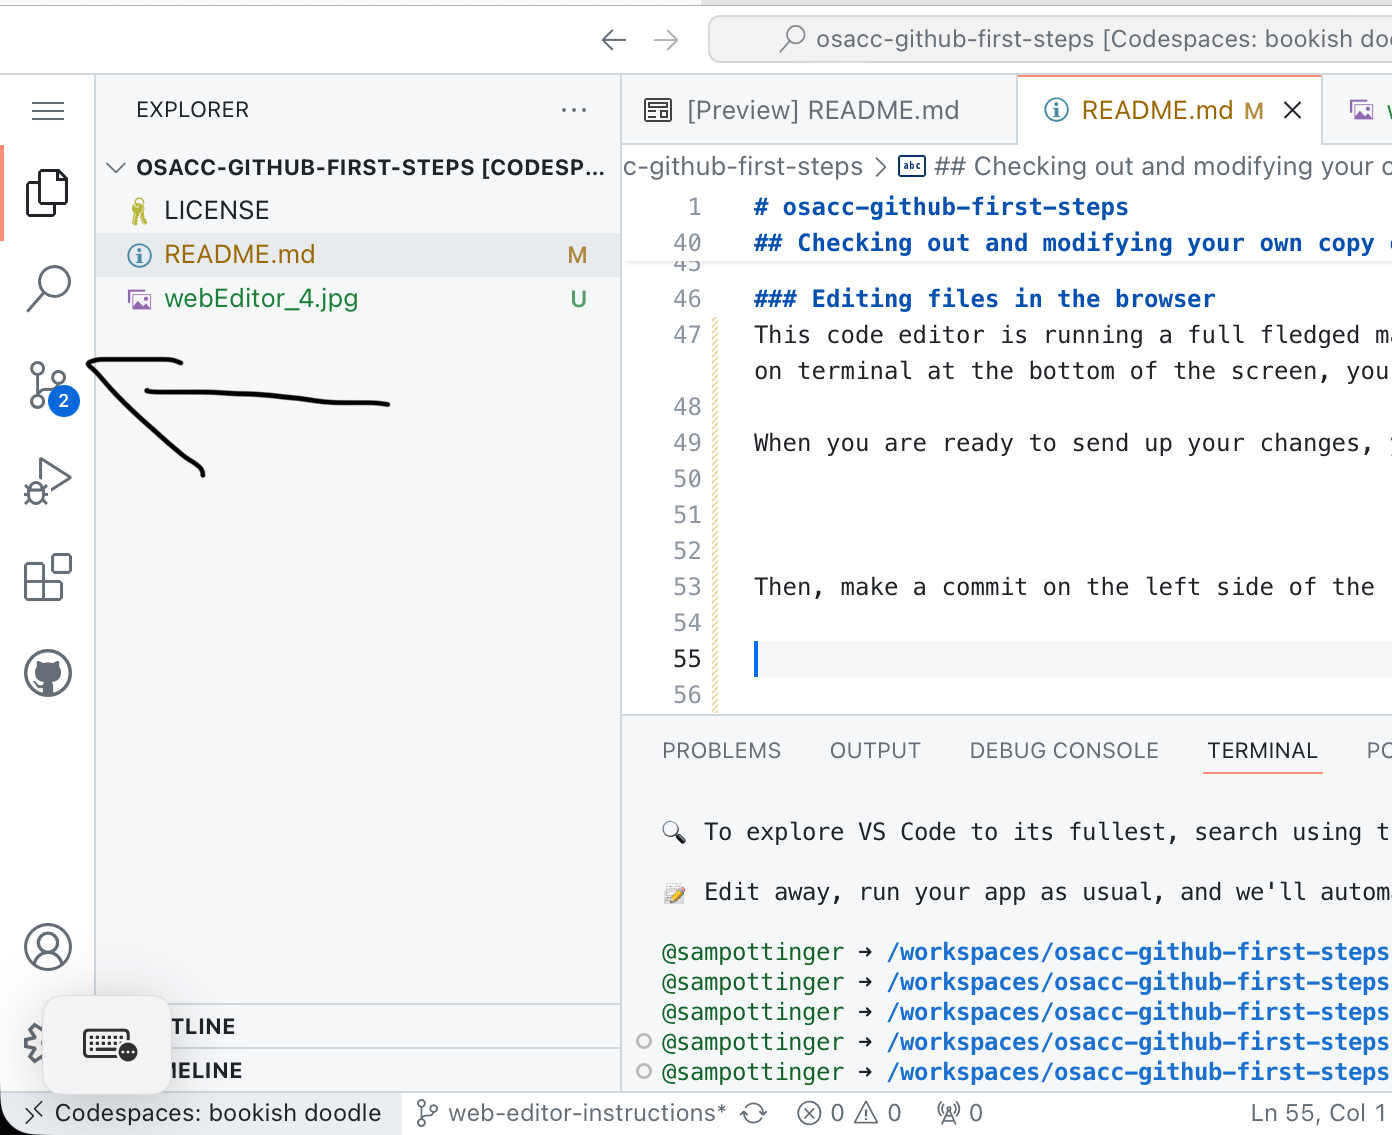 osacc-github-first-steps [Codespaces: bookish
EXPLORER
[Preview] README.md
README.md M
OSACC-GITHUB-FIRST-STEPS [CODESP...
LICENSE
README.md M
webEditor_4.jpg U
2
c-github-first-steps > abc ## Checking out and modifying your
1 # osacc-github-first-steps
40 ## Checking out and modifying your own copy
45
46 ### Editing files in the browser
47 This code editor is running a full fledged
on terminal at the bottom of the screen, you
48
49 When you are ready to send up your changes,
50
51
52
53 Then, make a commit on the left side of the
54
55
56
PROBLEMS OUTPUT DEBUG CONSOLE TERMINAL
To explore VS Code to its fullest, search using
Edit away, run your app as usual, and we'll
@sampottinger → /workspaces/osacc-github-first-steps
@sampottinger → /workspaces/osacc-github-first-steps
@sampottinger → /workspaces/osacc-github-first-steps
@sampottinger → /workspaces/osacc-github-first-steps
@sampottinger → /workspaces/osacc-github-first-steps
TLINE
MELINE
Codespaces: bookish doodle web-editor-instructions* 0 0 0 Ln 55, Col 1